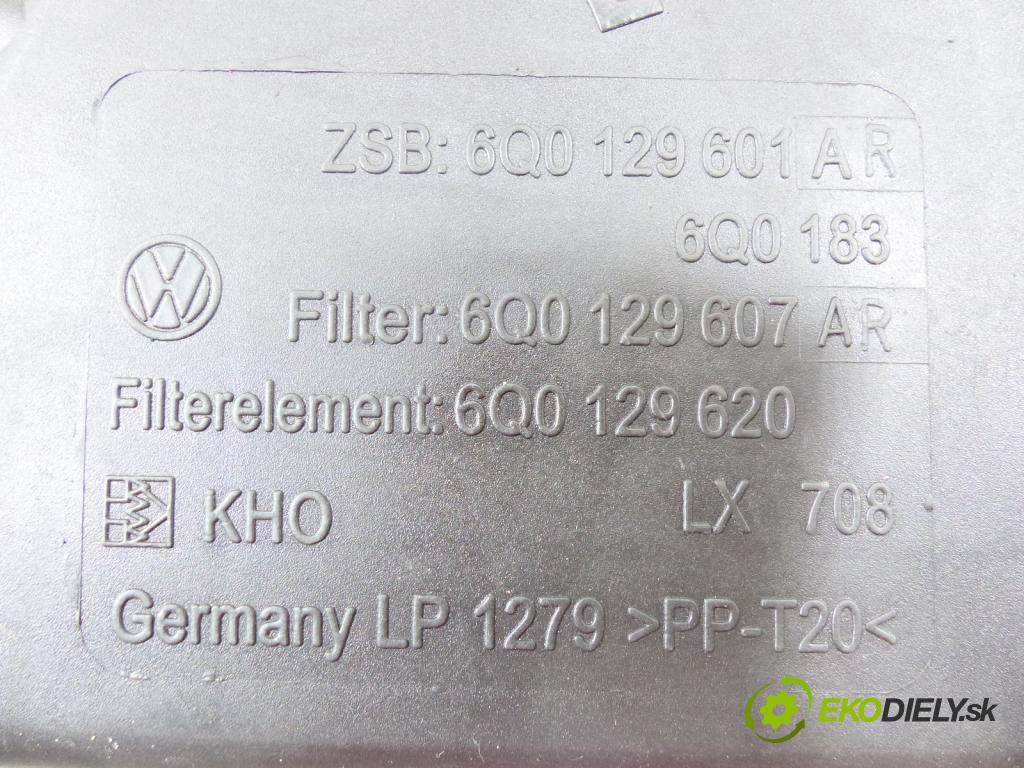 ZSB: 6Q0 129 601 AR
6Q0 183
Filter: 6Q0 129 607 AR
Filterelement: 6Q0 129 620
KHO LX 708
Germany LP 1279 >PP-T20<
EKODIELY.sk